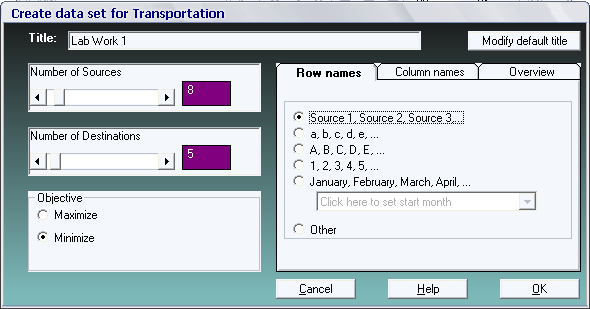 Create data set for Transportation
Title: Lab Work 1
Modify default title
Number of Sources
8
Number of Destinations
5
Objective
Maximize
Minimize
Row names Column names Overview
Source 1, Source 2, Source 3,...
a, b, c, d, e, ...
A, B, C, D, E, ...
1, 2, 3, 4, 5, ...
January, February, March, April, ...
Click here to set start month
Other
Cancel Help OK